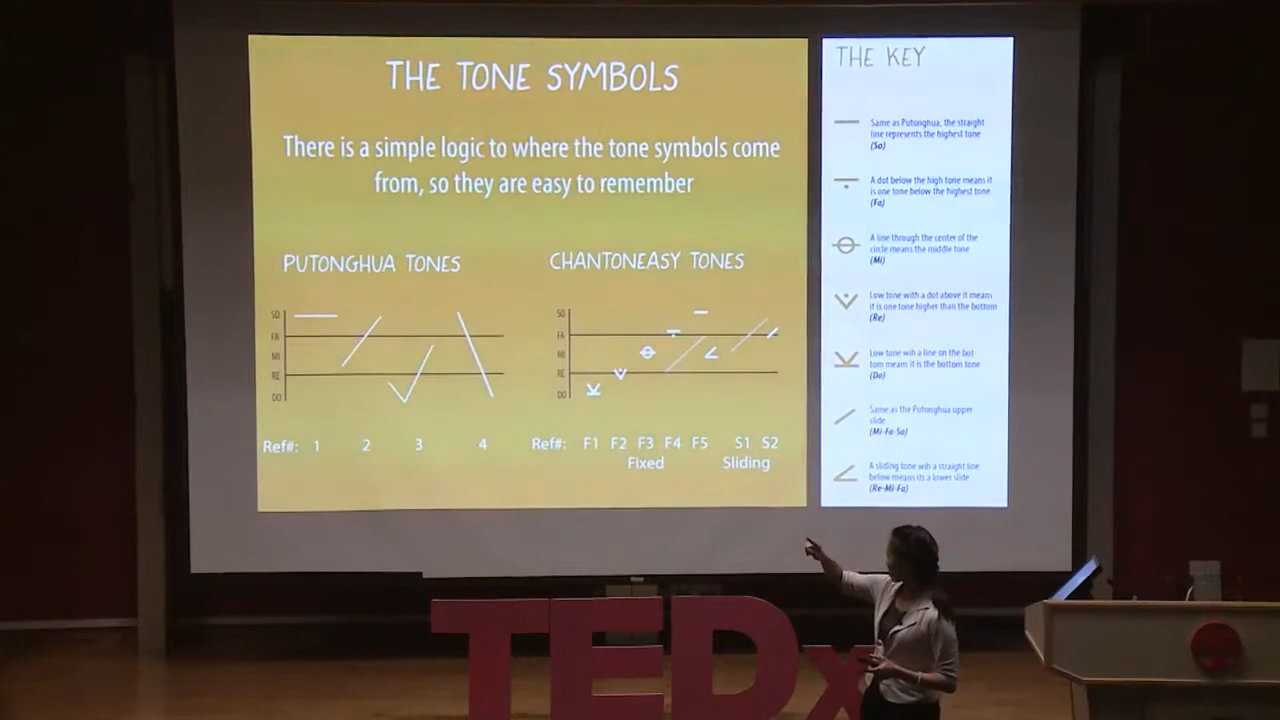 THE TONE SYMBOLS
There is a simple logic to where the tone symbols come
from, so they are easy to remember
PUTONGHUA TONES
SO
FA
MI
RE
DO
Ref#: 1 2 3 4
CHANTONEASY TONES
SO
FA
MI
RE
DO
Ref#: F1 F2 F3 F4 F5 S1 S2
Fixed Sliding
THE KEY
Same as Putonghua, the straight
line represents the highest tone
(So)
A dot below the high tone means it
is one tone below the highest tone
(Fa)
A line through the center of the
circle means the middle tone
(Mi)
Low tone with a dot above it means
it is one tone higher than the bottom
(Re)
Low tone wih a line on the bot
tom means it is the bottom tone
(Do)
Same as the Putonghua upper
slide
(Mi-Fa-So)
A sliding tone wih a straight line
below means its a lower slide
(Re-Mi-Fa)
TEDx